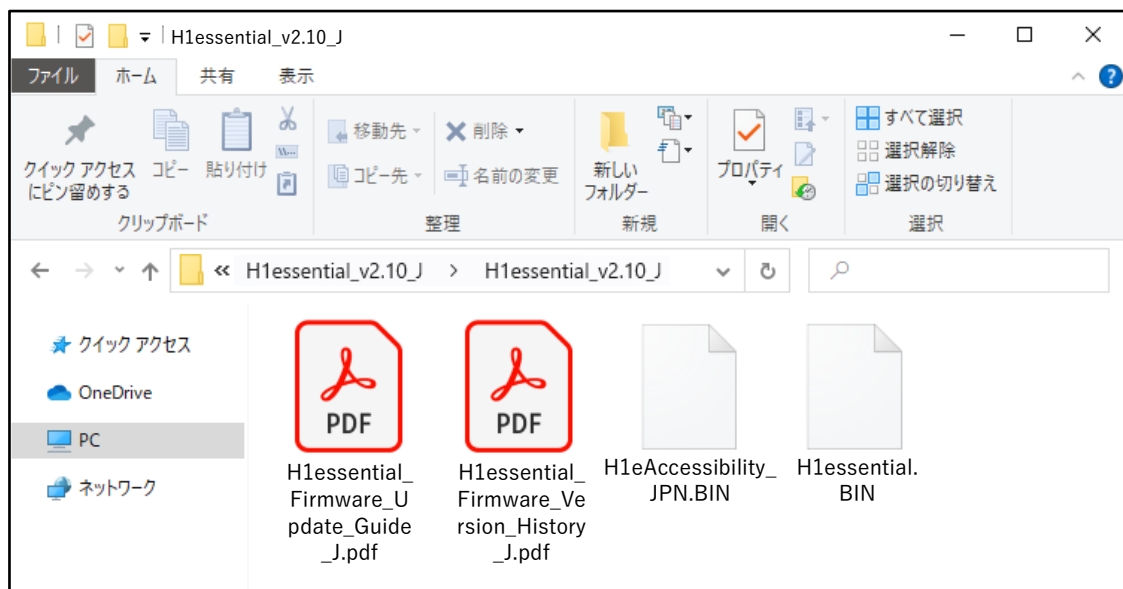 H1essential_v2.10_J
ファイル ホーム 共有 表示
クイック アクセス
にピン留めする
コピー
貼り付け
移動先
コピー先
削除
名前の変更
新しい
フォルダー
プロパティ
すべて選択
選択解除
選択の切り替え
クリップボード 整理 新規 開く 選択
« H1essential_v2.10_J > H1essential_v2.10_J
クイック アクセス
OneDrive
PC
ネットワーク
PDF
H1essential_
Firmware_U
pdate_Guide
_J.pdf
PDF
H1essential_
Firmware_Ve
rsion_History
_J.pdf
H1eAccessibility_
JPN.BIN
H1essential.
BIN